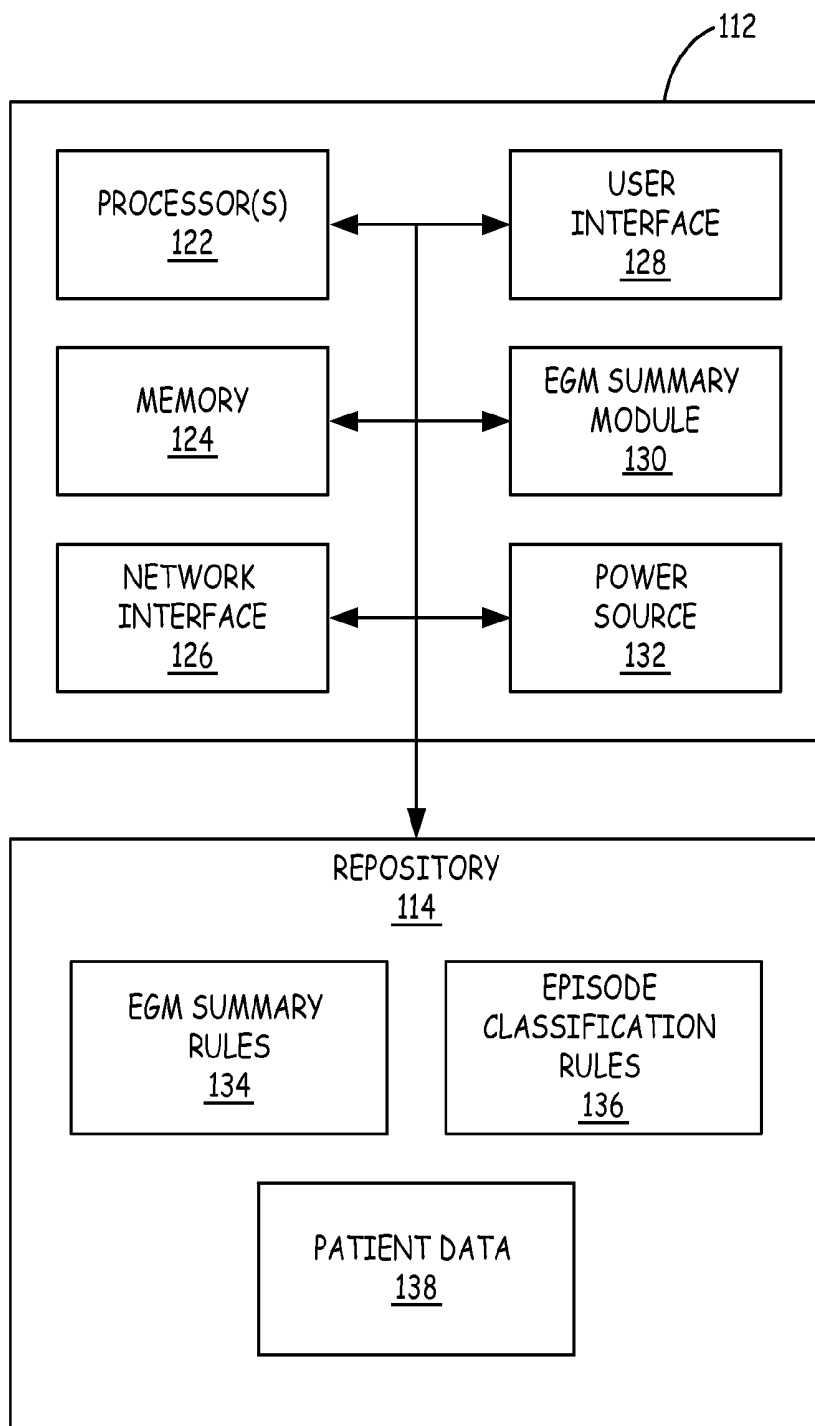 112
PROCESSOR(S)
122
USER
INTERFACE
128
MEMORY
124
EGM SUMMARY
MODULE
130
NETWORK
INTERFACE
126
POWER
SOURCE
132
REPOSITORY
114
EGM SUMMARY
RULES
134
EPISODE
CLASSIFICATION
RULES
136
PATIENT DATA
138